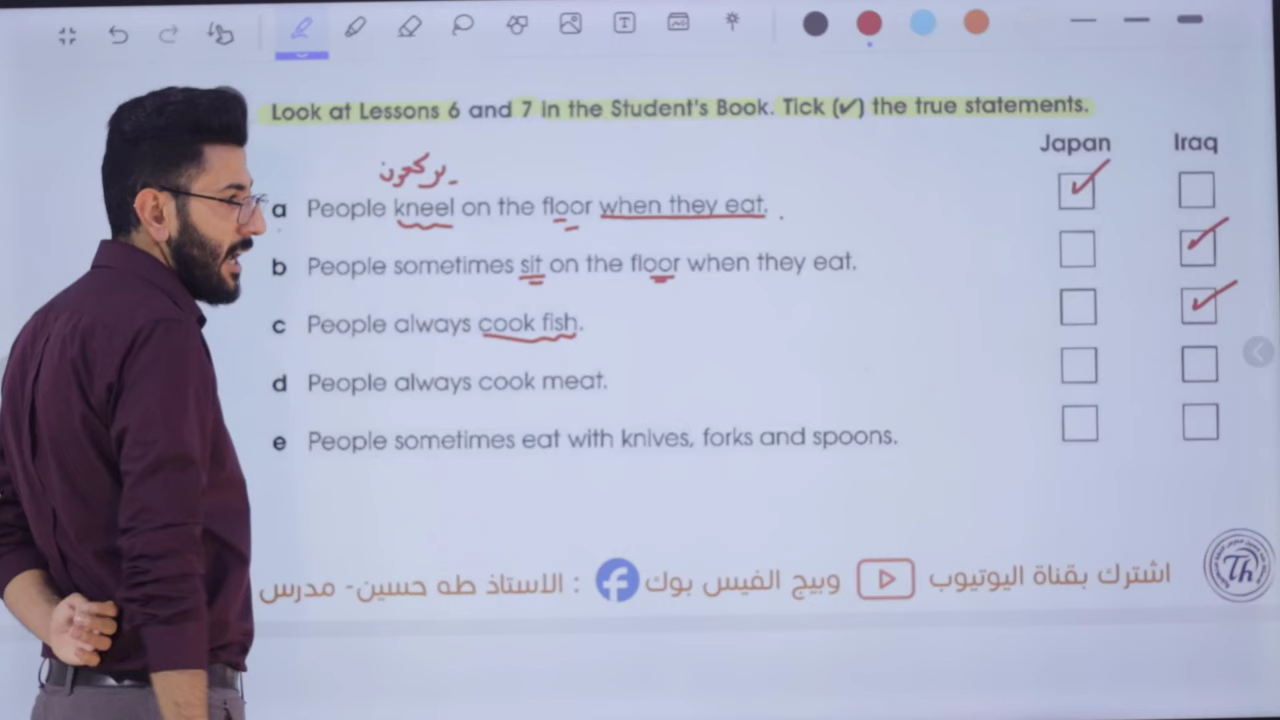 Look at Lessons 6 and 7 in the Student's Book. Tick (✔) the true statements.
Japan Iraq
يركعون
a People kneel on the floor when they eat.
b People sometimes sit on the floor when they eat.
c People always cook fish.
d People always cook meat.
e People sometimes eat with knives, forks and spoons.
اشترك بقناة اليوتيوب وبيج الفيس بوك : الاستاذ طه حسين- مدرس
Th